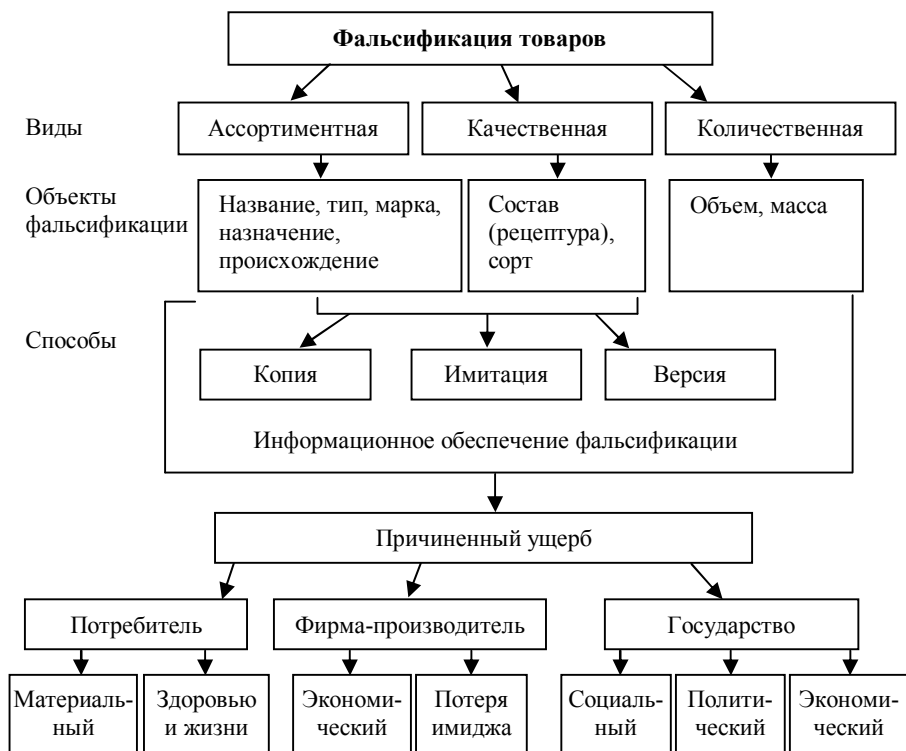 Фальсификация товаров
Виды
Ассортиментная
Качественная
Количественная
Объекты
фальсификации
Название, тип, марка,
назначение,
происхождение
Состав
(рецептура),
сорт
Объем, масса
Способы
Копия
Имитация
Версия
Информационное обеспечение фальсификации
Причиненный ущерб
Потребитель
Фирма-производитель
Государство
Материаль-
ный
Здоровью
и жизни
Экономи-
ческий
Потеря
имиджа
Социаль-
ный
Полити-
ческий
Экономи-
ческий